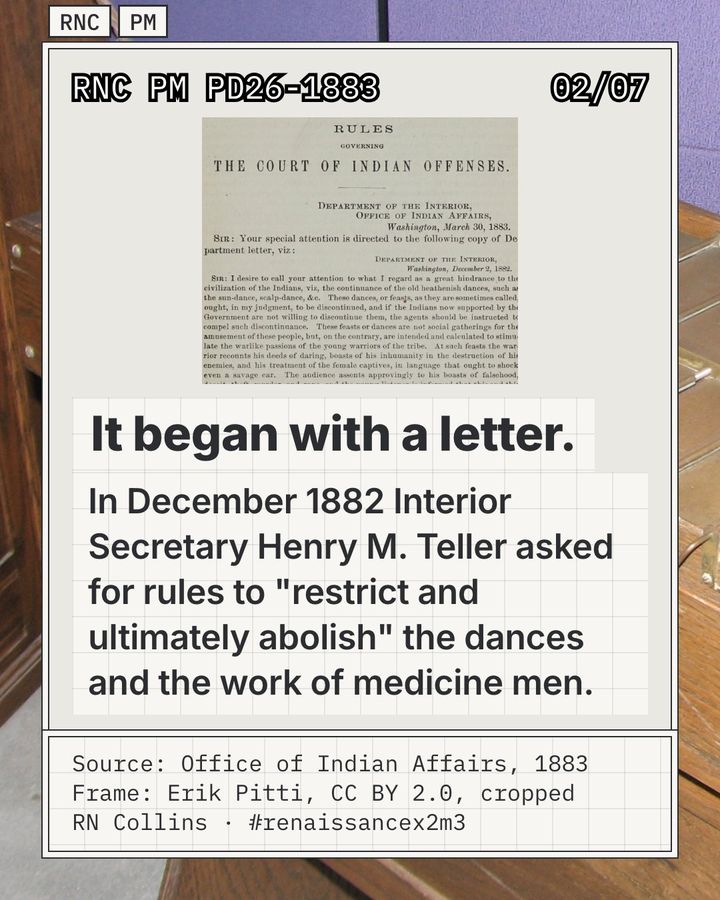 RNC PM
RNC PM PD26-1883 02/07
RULES
GOVERNING
THE COURT OF INDIAN OFFENSES.
DEPARTMENT OF THE INTERIOR,
OFFICE OF INDIAN AFFAIRS,
Washington, March 30, 1883.
SIR: Your special attention is directed to the following copy of De
partment letter, viz:
DEPARTMENT OF THE INTERIOR,
Washington, December 2, 1882.
SIR: I desire to call your attention to what I regard as a great hindrance to the
civilization of the Indians, viz, the continuance of the old heathenish dances, such as
the sun-dance, scalp-dance, &c. These dances, or feasts, as they are sometimes called,
ought, in my judgment, to be discontinued, and if the Indians now supported by the
Government are not willing to discontinue them, the agents should be instructed to
compel such discontinuance. These feasts or dances are not social gatherings for the
amusement of these people, but, on the contrary, are intended and calculated to stimu-
late the warlike passions of the young warriors of the tribe. At such feasts the war-
rior recounts his deeds of daring, boasts of his inhumanity in the destruction of his
enemies, and his treatment of the female captives, in language that ought to shock
even a savage ear. The audience assents approvingly to his boasts of falsehood,
It began with a letter.
In December 1882 Interior
Secretary Henry M. Teller asked
for rules to "restrict and
ultimately abolish" the dances
and the work of medicine men.
Source: Office of Indian Affairs, 1883
Frame: Erik Pitti, CC BY 2.0, cropped
RN Collins · #renaissancex2m3